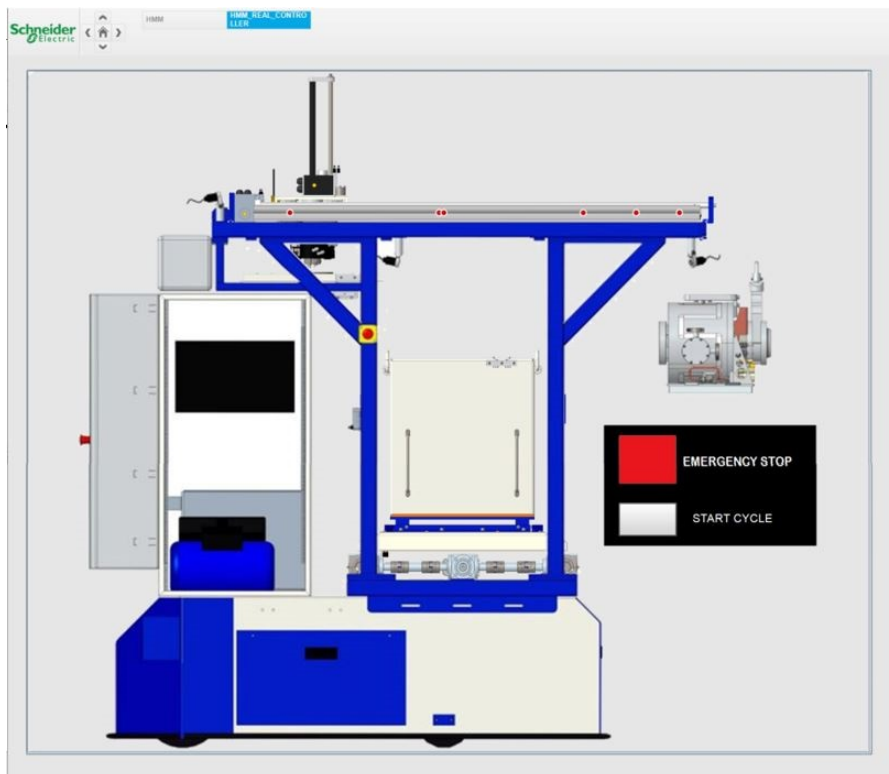 Schneider
Electric
HMM
HMM_REAL_CONTRO
LLER
EMERGENCY STOP
START CYCLE